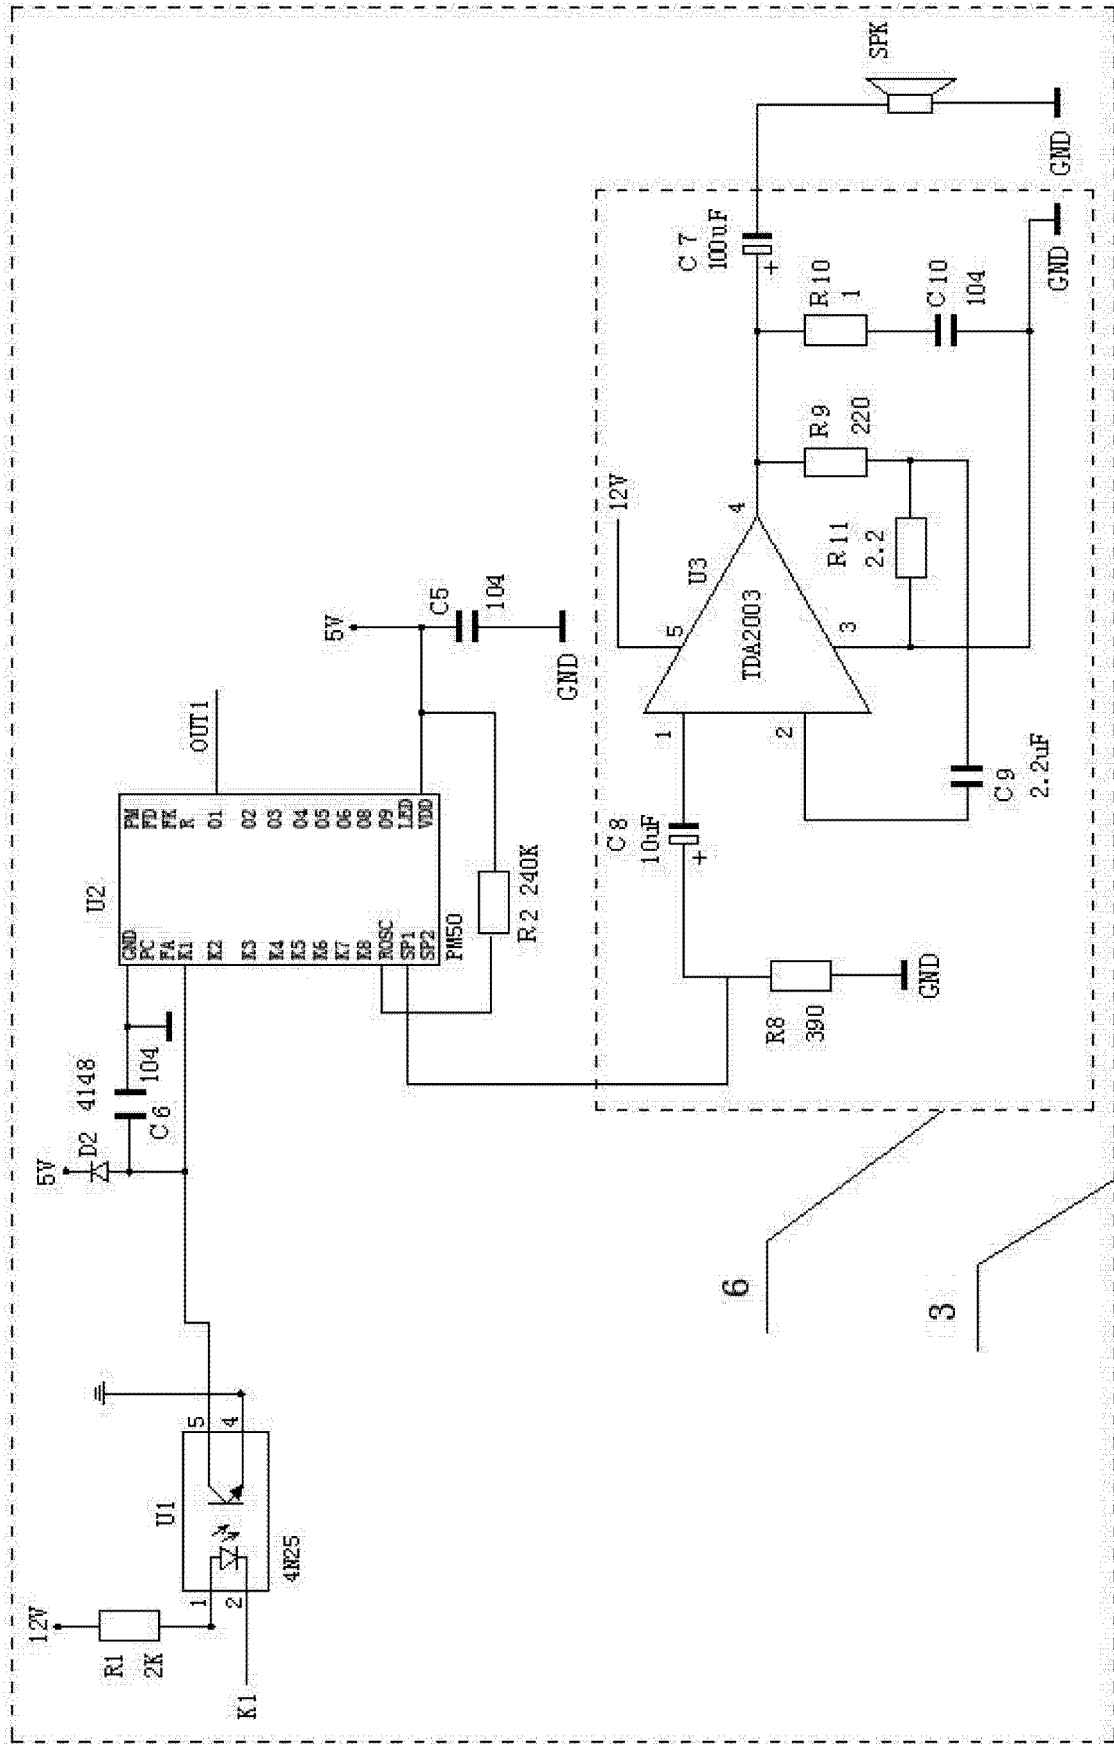 12V
R1
2K
K1
1
2
U1
4N25
5
4
5V
D2 4148
C6
104
U2
GND
PC
FA
K1
K2
K3
K4
K5
K6
K7
K8
ROSC
SP1
SP2
PM
FD
FK
R
O1
O2
O3
O4
O5
O6
O8
O9
LED
VDD
PM50
OUT1
R2 240K
5V
C5
104
GND
R8
390
GND
C8
10uF
+
1
2
TDA2003
U3
5
3
4
12V
C9
2.2uF
R11
2.2
R9
220
R10
1
C10
104
GND
C7
100uF
+
SPK
GND
6
3